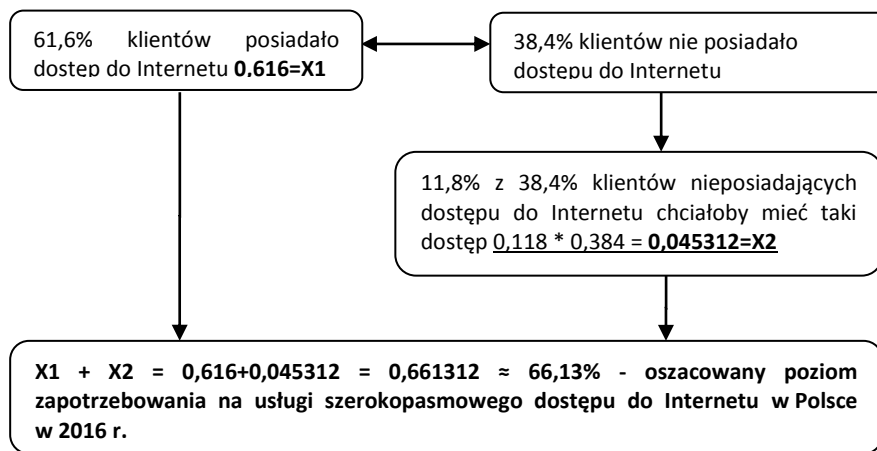 61,6% klientów posiadało
dostęp do Internetu 0,616=X1
38,4% klientów nie posiadało
dostępu do Internetu
11,8% z 38,4% klientów nieposiadających
dostępu do Internetu chciałoby mieć taki
dostęp 0,118 * 0,384 = 0,045312=X2
X1 + X2 = 0,616+0,045312 = 0,661312 ≈ 66,13% - oszacowany poziom
zapotrzebowania na usługi szerokopasmowego dostępu do Internetu w Polsce
w 2016 r.